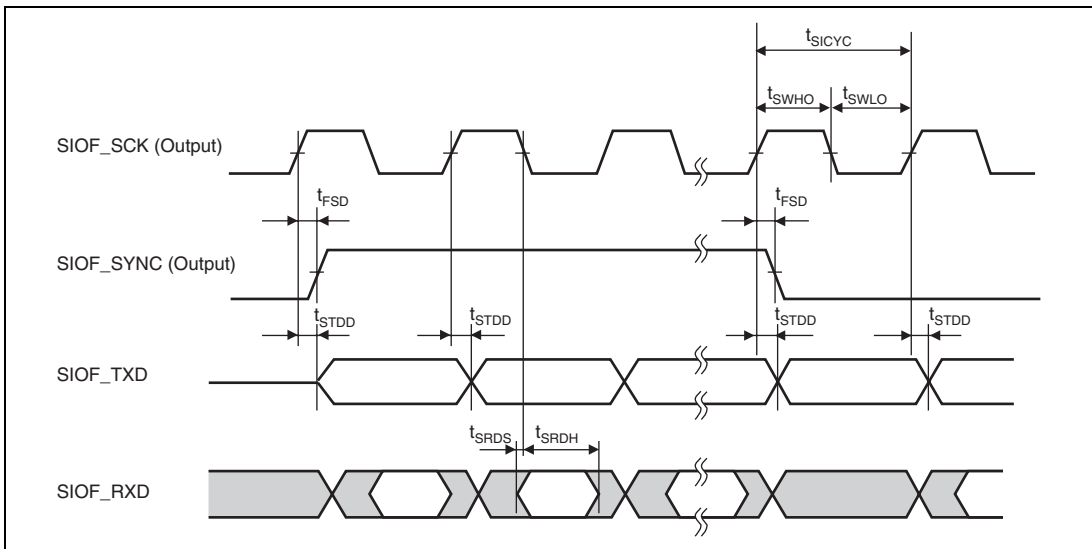 tSICYC
tSWHO tSWLO
SIOF_SCK (Output)
tFSD tFSD
SIOF_SYNC (Output)
tSTDD tSTDD tSTDD tSTDD
SIOF_TXD
tSRDS tSRDH
SIOF_RXD